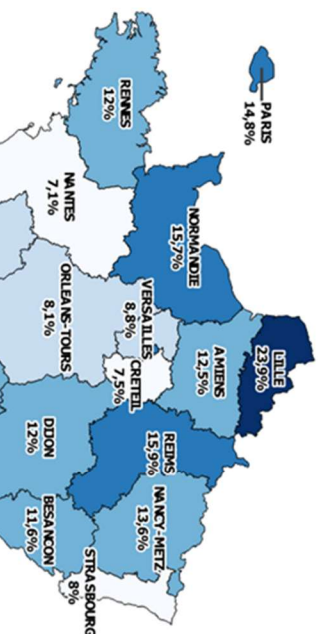 PARIS
14,8%
RENNES
12%
NORMANDIE
15,7%
LILLE
23,9%
AMIENS
12,5%
NANTES
7,1%
VERSAILLES
8,8%
CRETEIL
7,5%
REIMS
15,9%
ORLEANS-TOURS
8,1%
NANCY-METZ
13,6%
DIJON
12%
BESANCON
11,6%
STRASBOURG
8%